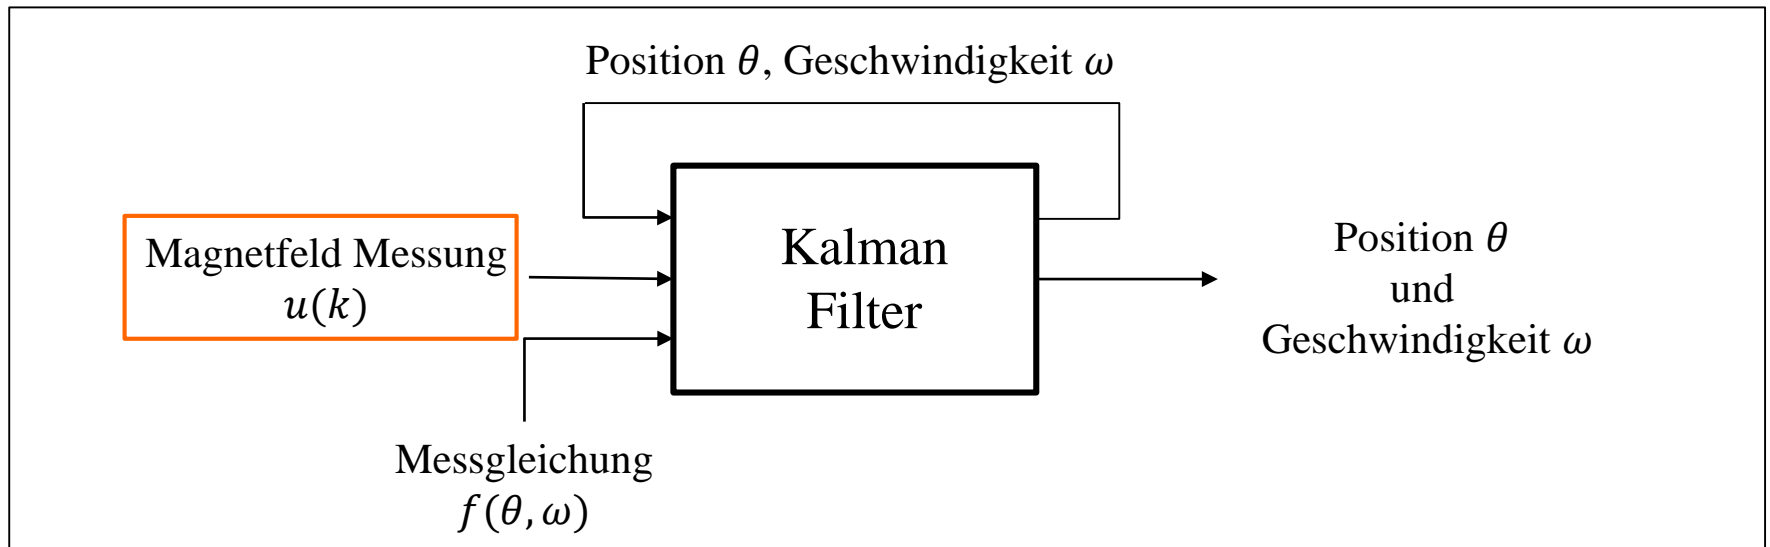 Position θ, Geschwindigkeit ω
Magnetfeld Messung
u(k)
Kalman
Filter
Position θ
und
Geschwindigkeit ω
Messgleichung
f(θ, ω)